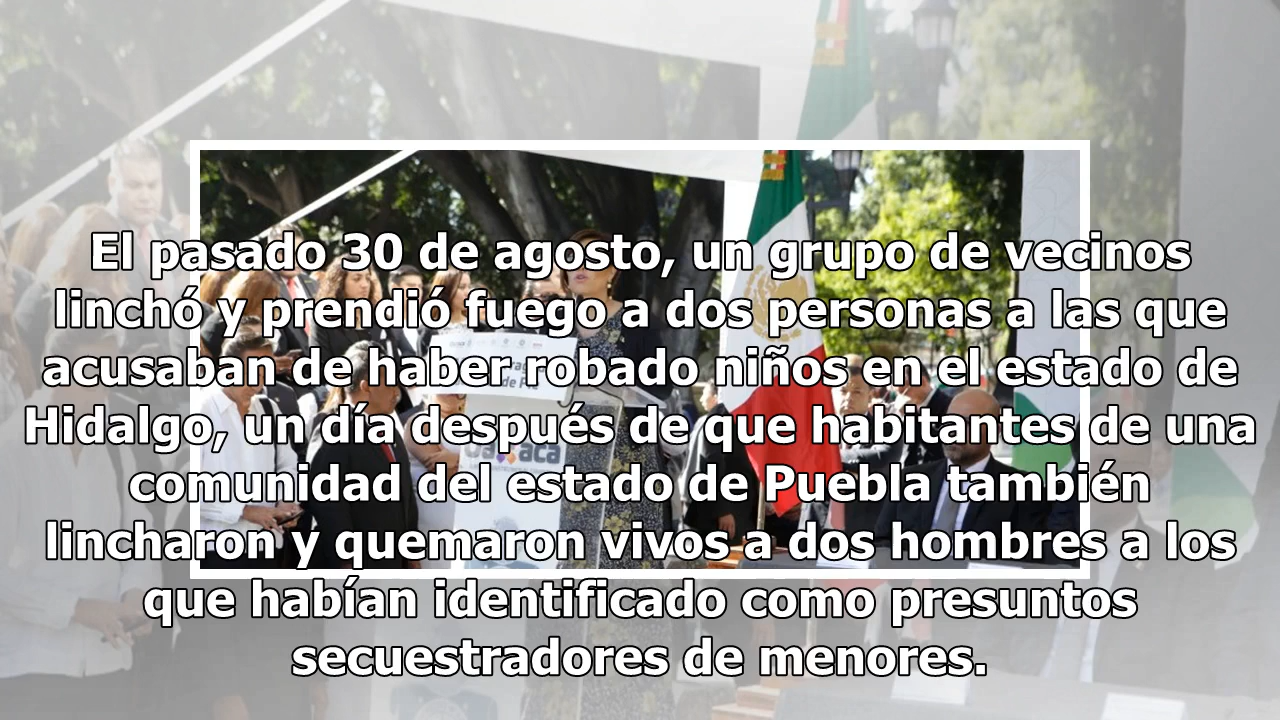 El pasado 30 de agosto, un grupo de vecinos
linchó y prendió fuego a dos personas a las que
acusaban de haber robado niños en el estado de
Hidalgo, un día después de que habitantes de una
comunidad del estado de Puebla también
lincharon y quemaron vivos a dos hombres a los
que habían identificado como presuntos
secuestradores de menores.